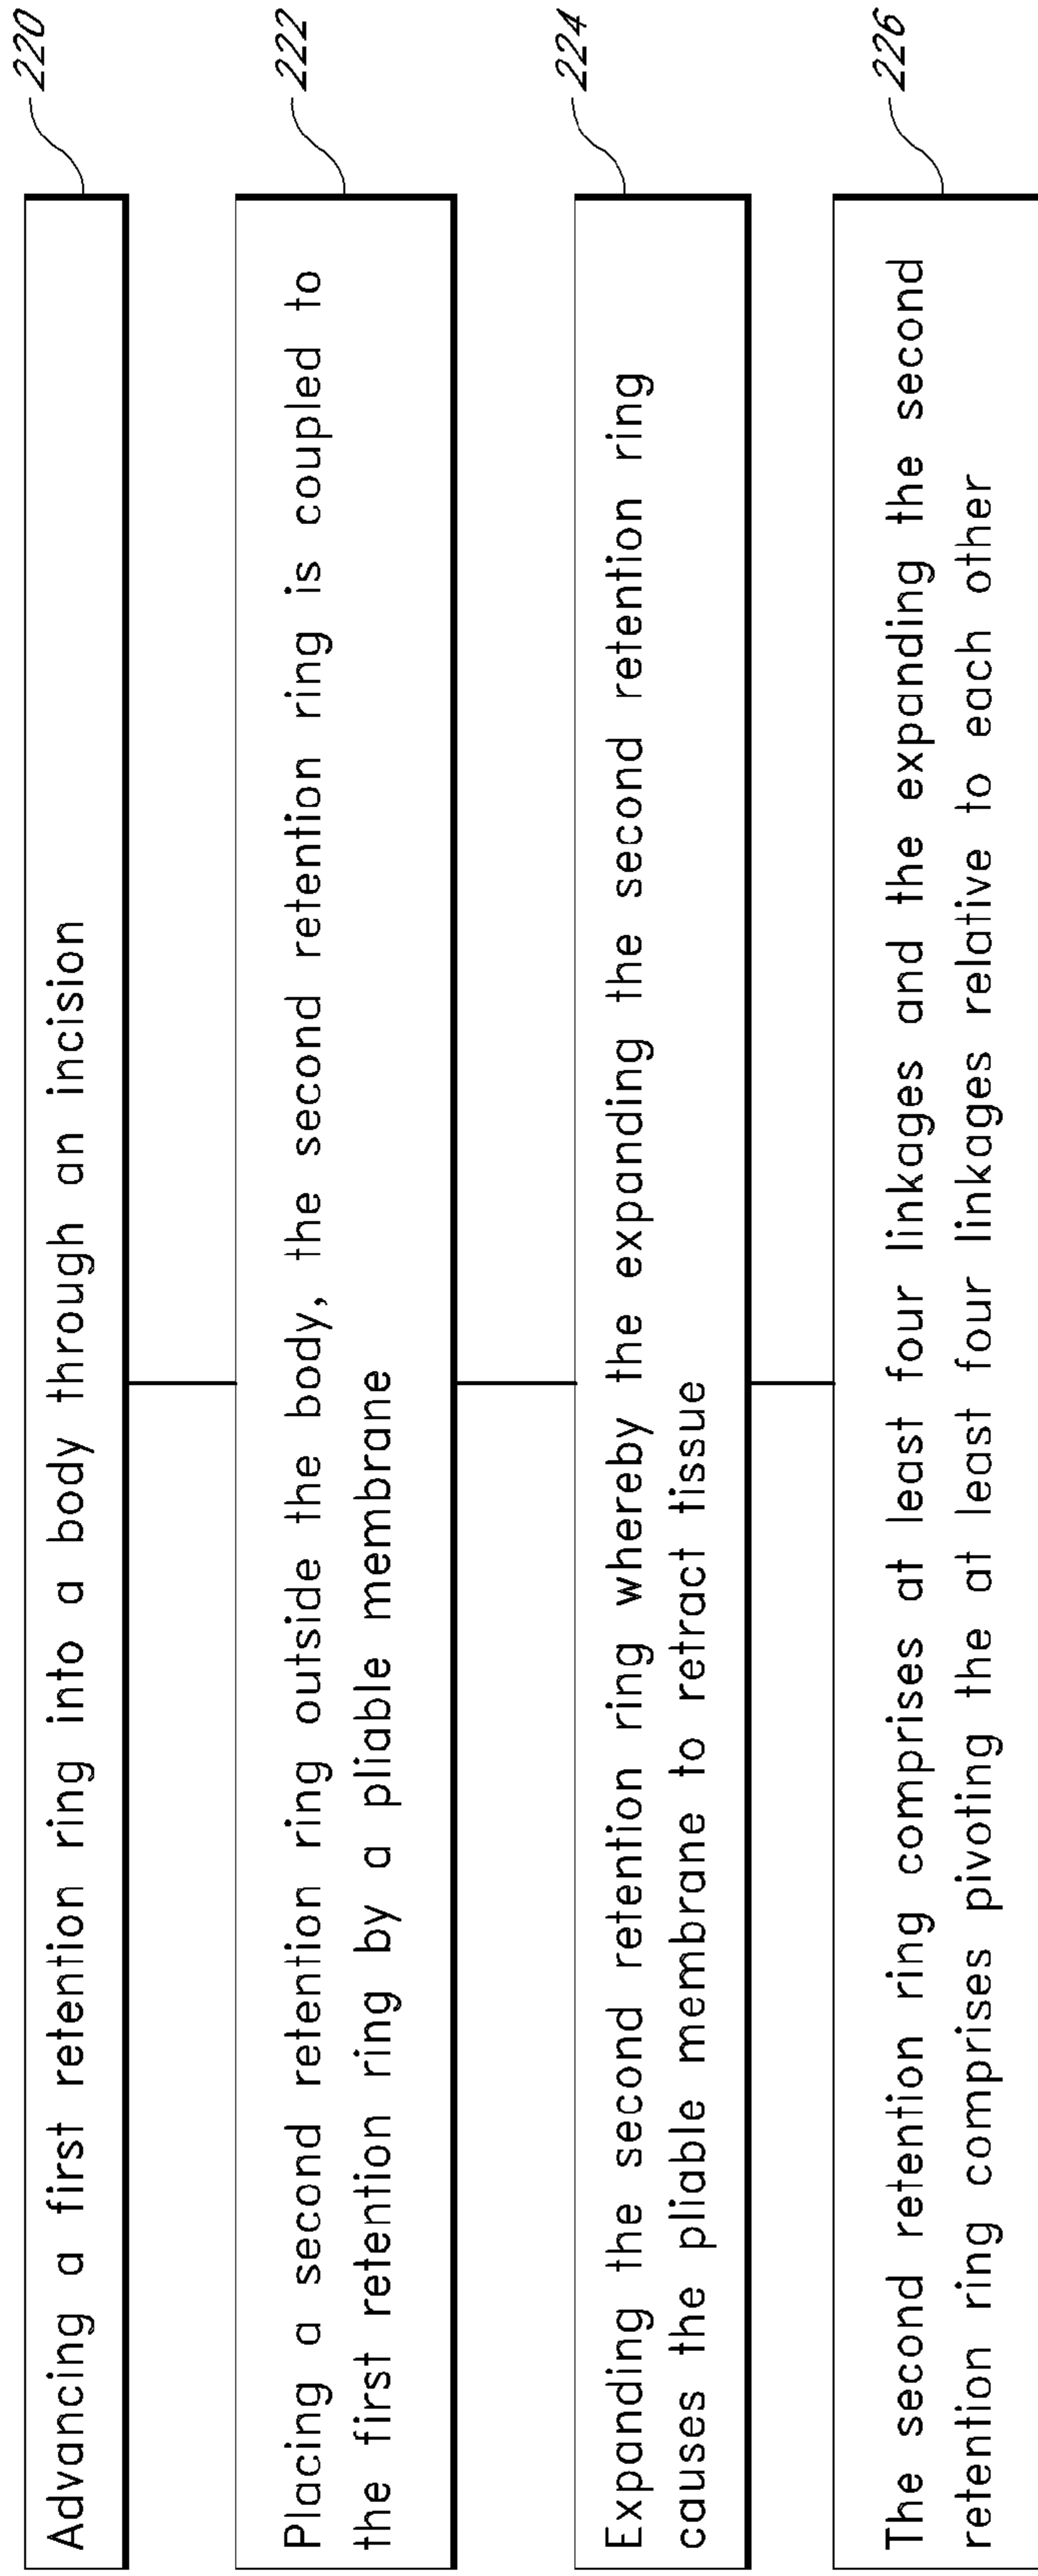 Advancing a first retention ring into a body through an incision
220
Placing a second retention ring outside the body, the second retention ring is coupled to
the first retention ring by a pliable membrane
222
Expanding the second retention ring whereby the expanding the second retention ring
causes the pliable membrane to retract tissue
224
The second retention ring comprises at least four linkages and the expanding the second
retention ring comprises pivoting the at least four linkages relative to each other
226